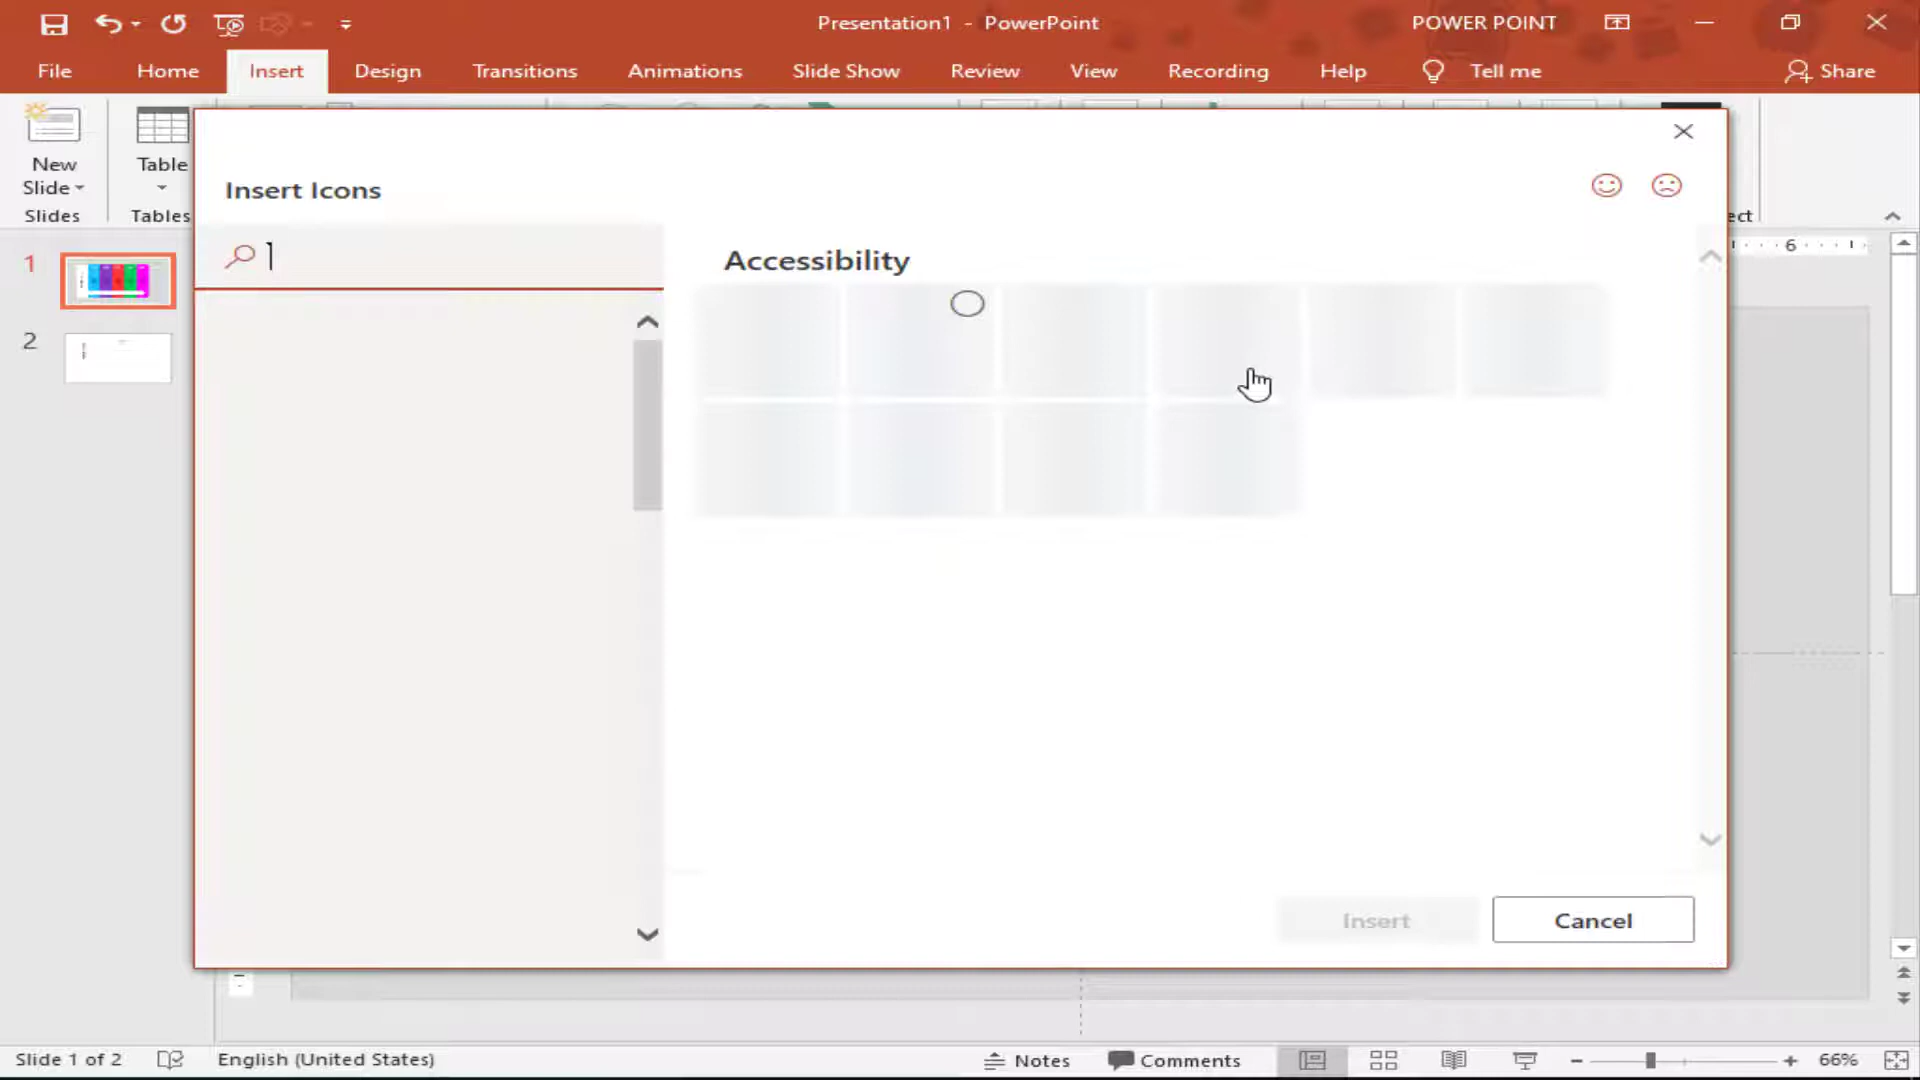 Presentation1 - PowerPoint
POWER POINT
File Home Insert Design Transitions Animations Slide Show Review View Recording Help Tell me Share
New
Slide
Table
Slides
Tables
ect
Insert Icons
Accessibility
6
1
2
Insert Cancel
Slide 1 of 2 English (United States) Notes Comments 66%